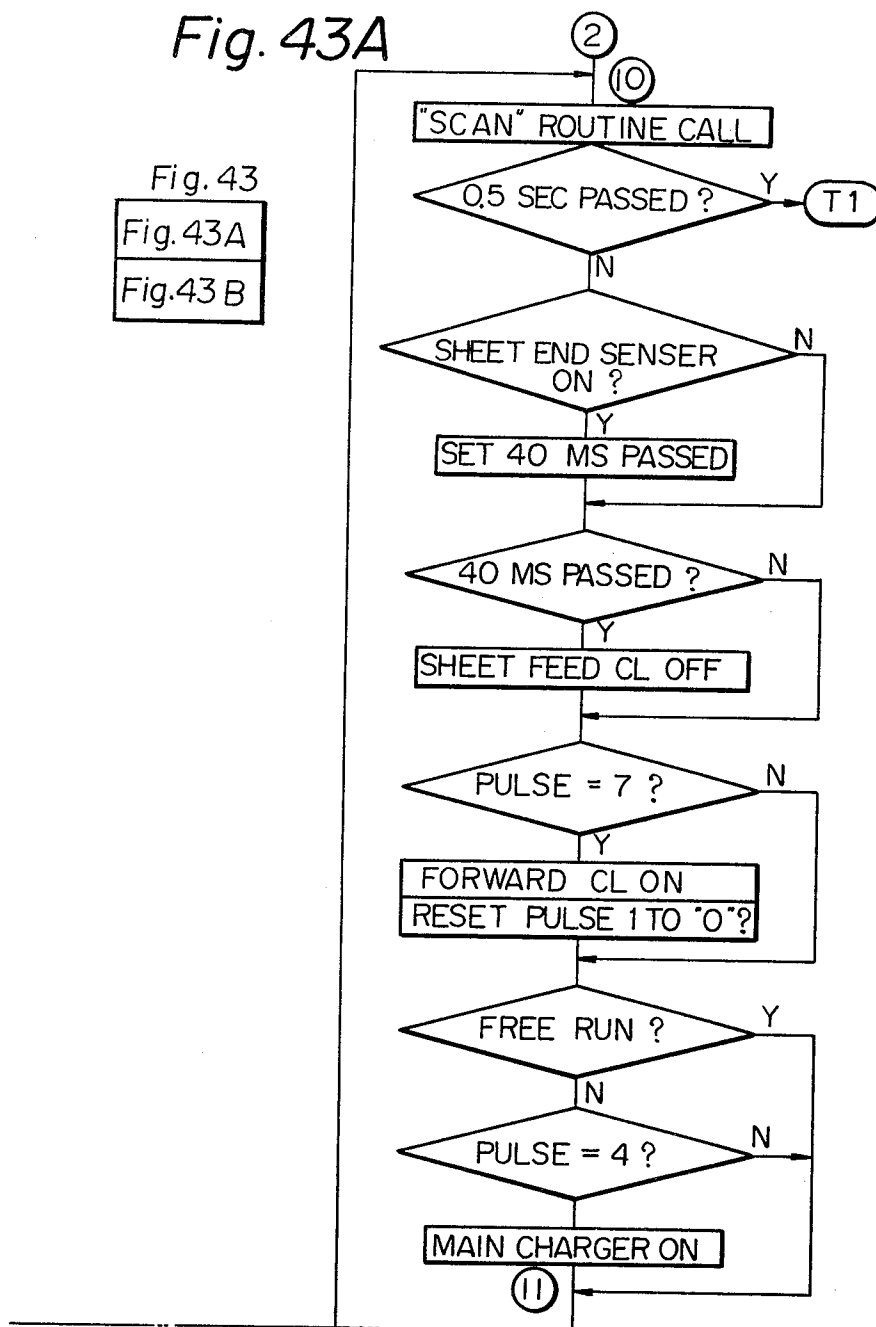 Fig. 43A
2
10
"SCAN" ROUTINE CALL
Fig. 43
Fig. 43A
Fig. 43B
0.5 SEC PASSED ?
Y
T1
N
SHEET END SENSER
ON ?
N
Y
SET 40 MS PASSED
40 MS PASSED ?
N
Y
SHEET FEED CL OFF
PULSE = 7 ?
N
Y
FORWARD CL ON
RESET PULSE 1 TO "0"?
FREE RUN ?
Y
N
PULSE = 4 ?
N
MAIN CHARGER ON
11